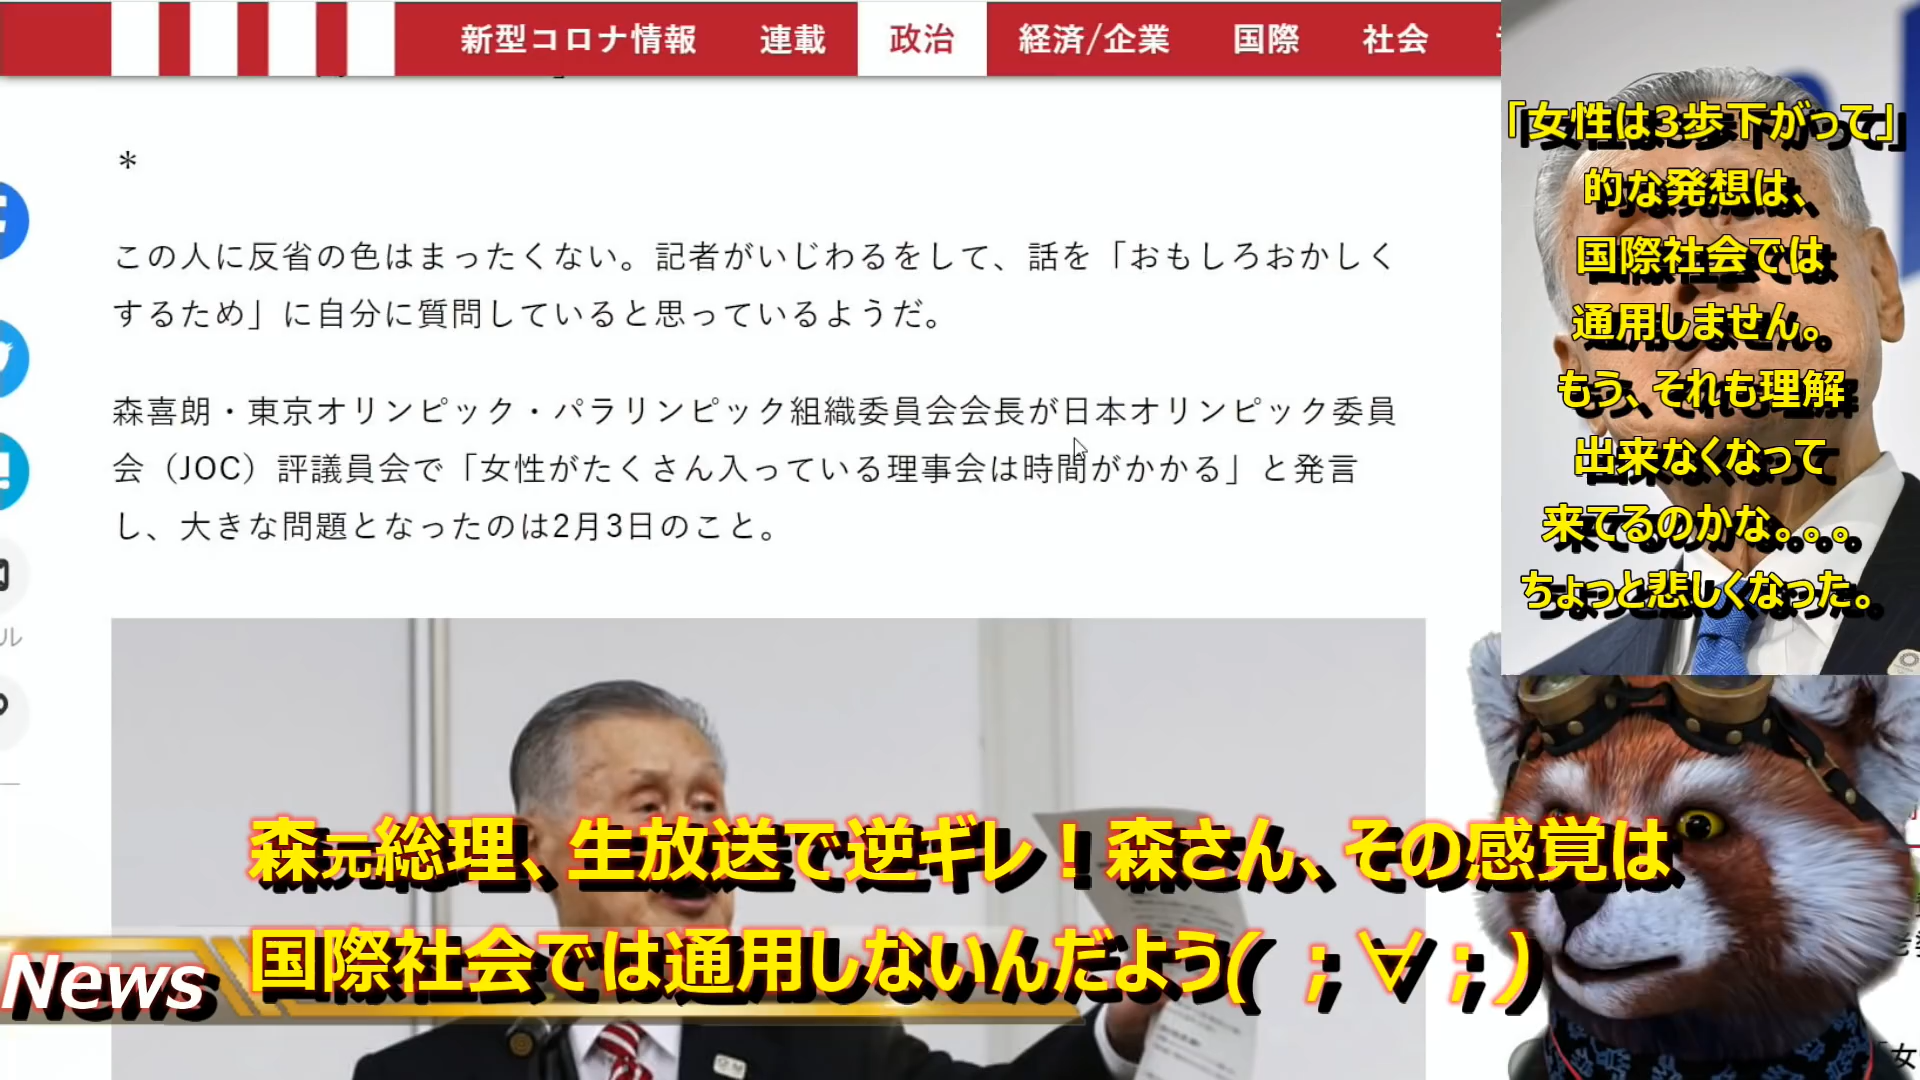 新型コロナ情報 連載 政治 経済/企業 国際 社会
*
この人に反省の色はまったくない。記者がいじわるをして、話を「おもしろおかしく
するため」に自分に質問していると思っているようだ。
森喜朗・東京オリンピック・パラリンピック組織委員会会長が日本オリンピック委員
会（JOC）評議員会で「女性がたくさん入っている理事会は時間がかかる」と発言
し、大きな問題となったのは2月3日のこと。
ル
「女性は3歩下がって」
的な発想は、
国際社会では
通用しません。
もう、それも理解
出来なくなって
来てるのかな。。。
ちょっと悲しくなった。
森元総理、生放送で逆ギレ！森さん、その感覚は
国際社会では通用しないんだよう( ；∀；)
News
「女